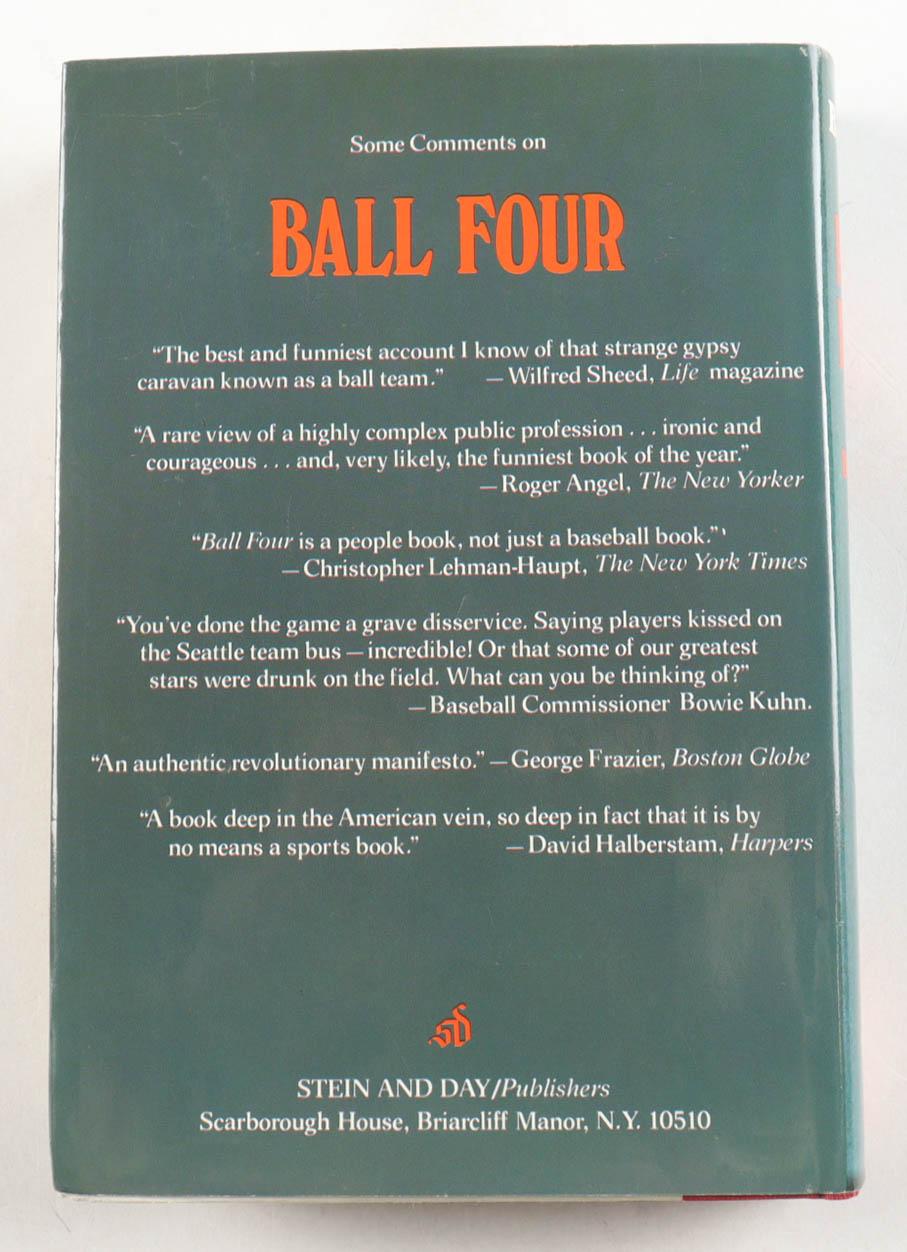 Some Comments on
BALL FOUR
“The best and funniest account I know of that strange gypsy
caravan known as a ball team.” — Wilfred Sheed, Life magazine
“A rare view of a highly complex public profession . . . ironic and
courageous . . . and, very likely, the funniest book of the year.”
— Roger Angel, The New Yorker
“Ball Four is a people book, not just a baseball book.”
— Christopher Lehman-Haupt, The New York Times
“You’ve done the game a grave disservice. Saying players kissed on
the Seattle team bus — incredible! Or that some of our greatest
stars were drunk on the field. What can you be thinking of?”
— Baseball Commissioner Bowie Kuhn.
“An authentic revolutionary manifesto.” — George Frazier, Boston Globe
“A book deep in the American vein, so deep in fact that it is by
no means a sports book.” — David Halberstam, Harpers
SD
STEIN AND DAY/Publishers
Scarborough House, Briarcliff Manor, N.Y. 10510